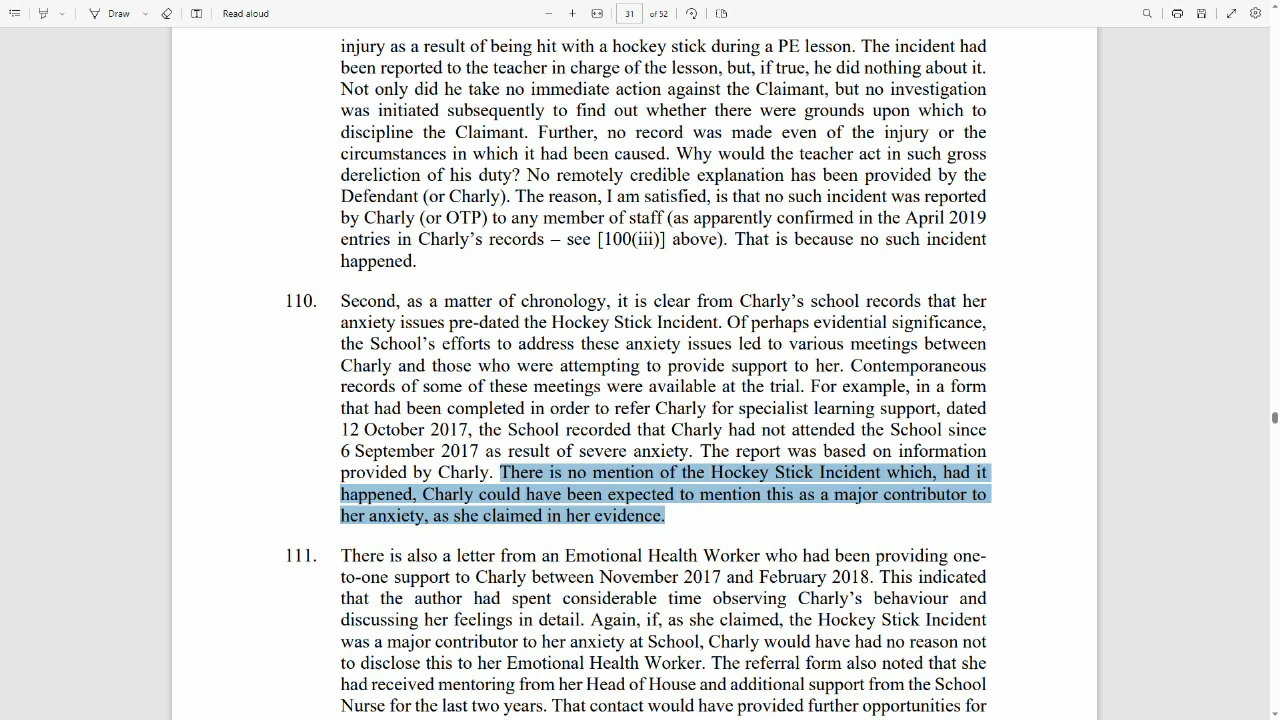 Draw
Read aloud
31
of 52
injury as a result of being hit with a hockey stick during a PE lesson. The incident had
been reported to the teacher in charge of the lesson, but, if true, he did nothing about it.
Not only did he take no immediate action against the Claimant, but no investigation
was initiated subsequently to find out whether there were grounds upon which to
discipline the Claimant. Further, no record was made even of the injury or the
circumstances in which it had been caused. Why would the teacher act in such gross
dereliction of his duty? No remotely credible explanation has been provided by the
Defendant (or Charly). The reason, I am satisfied, is that no such incident was reported
by Charly (or OTP) to any member of staff (as apparently confirmed in the April 2019
entries in Charly’s records – see [100(iii)] above). That is because no such incident
happened.
110. Second, as a matter of chronology, it is clear from Charly’s school records that her
anxiety issues pre-dated the Hockey Stick Incident. Of perhaps evidential significance,
the School’s efforts to address these anxiety issues led to various meetings between
Charly and those who were attempting to provide support to her. Contemporaneous
records of some of these meetings were available at the trial. For example, in a form
that had been completed in order to refer Charly for specialist learning support, dated
12 October 2017, the School recorded that Charly had not attended the School since
6 September 2017 as result of severe anxiety. The report was based on information
provided by Charly. There is no mention of the Hockey Stick Incident which, had it
happened, Charly could have been expected to mention this as a major contributor to
her anxiety, as she claimed in her evidence.
111. There is also a letter from an Emotional Health Worker who had been providing one-
to-one support to Charly between November 2017 and February 2018. This indicated
that the author had spent considerable time observing Charly’s behaviour and
discussing her feelings in detail. Again, if, as she claimed, the Hockey Stick Incident
was a major contributor to her anxiety at School, Charly would have had no reason not
to disclose this to her Emotional Health Worker. The referral form also noted that she
had received mentoring from her Head of House and additional support from the School
Nurse for the last two years. That contact would have provided further opportunities for